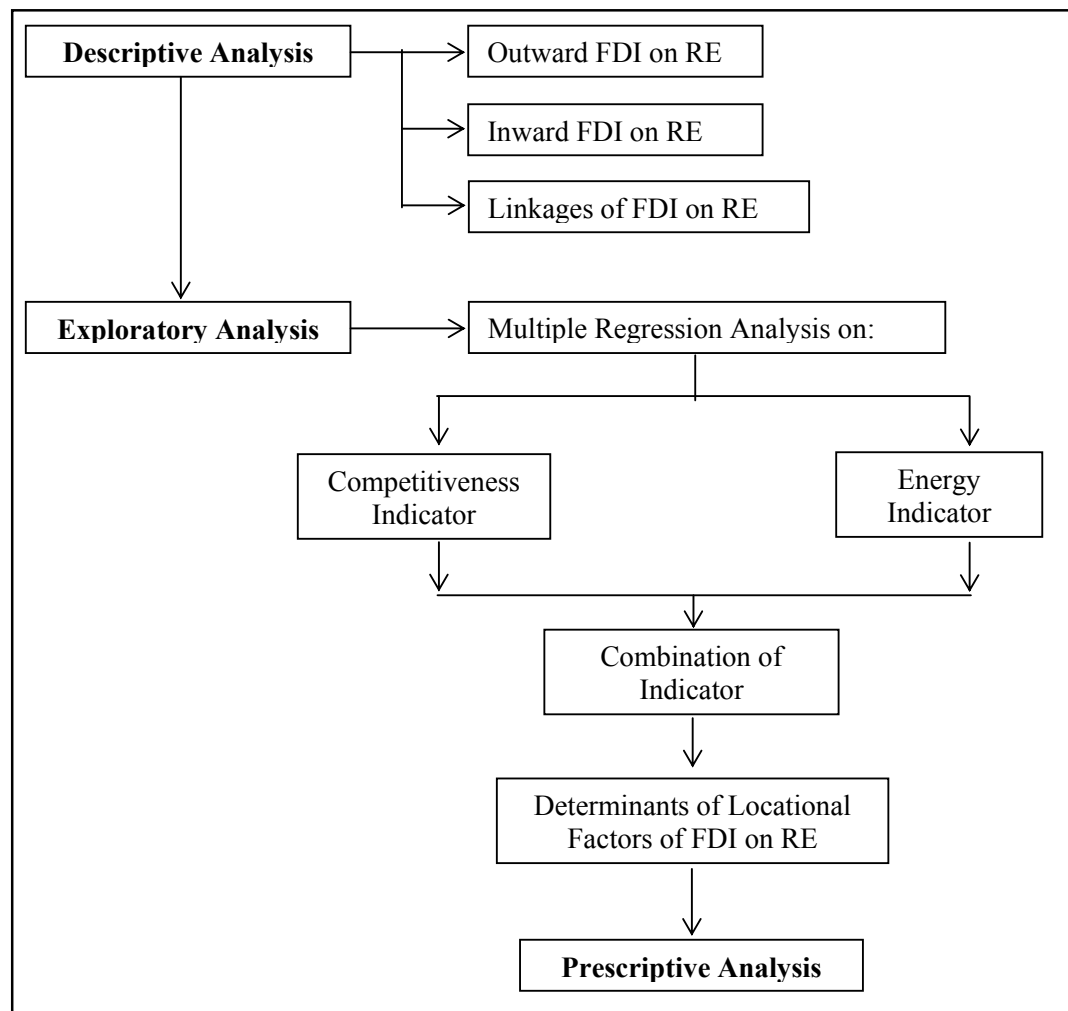 Descriptive Analysis
Outward FDI on RE
Inward FDI on RE
Linkages of FDI on RE
Exploratory Analysis
Multiple Regression Analysis on:
Competitiveness
Indicator
Energy
Indicator
Combination of
Indicator
Determinants of Locational
Factors of FDI on RE
Prescriptive Analysis